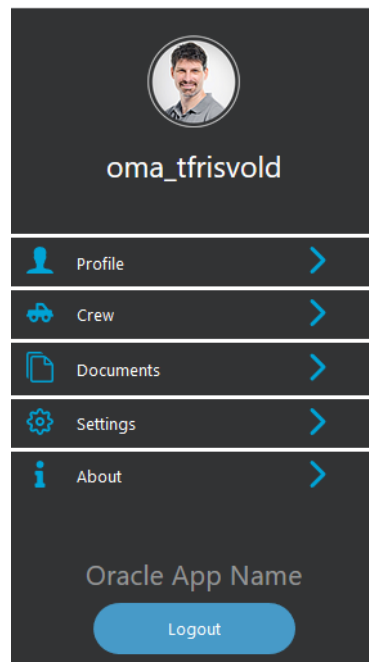 oma_tfrisvold
Profile
Crew
Documents
Settings
About
Oracle App Name
Logout